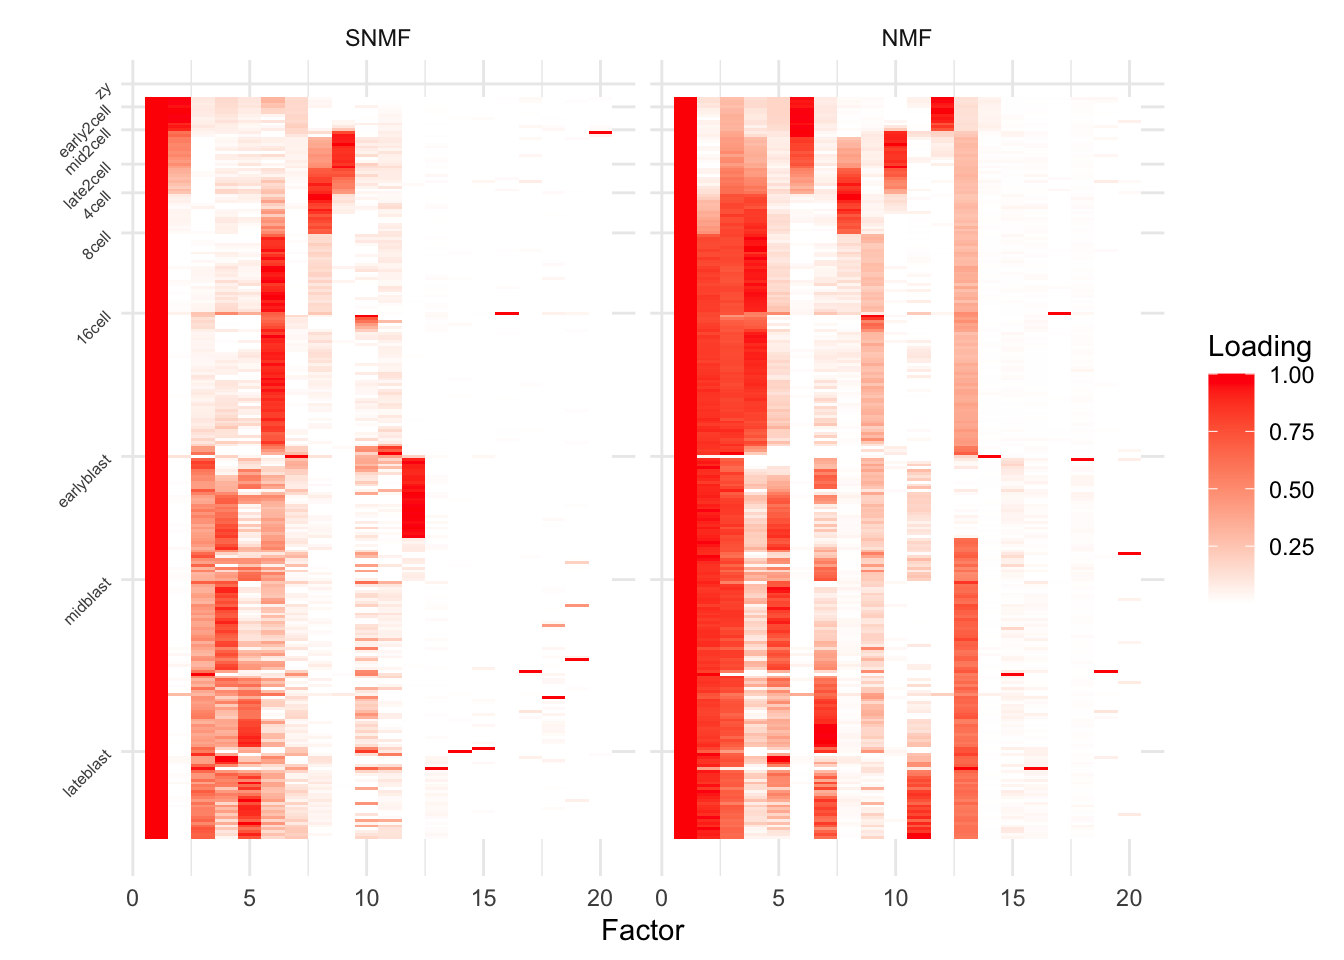 SNMF
NMF
zy
early2cell
mid2cell
late2cell
4cell
8cell
16cell
earlyblast
midblast
lateblast
Loading
1.00
0.75
0.50
0.25
0 5 10 15 20
0 5 10 15 20
Factor